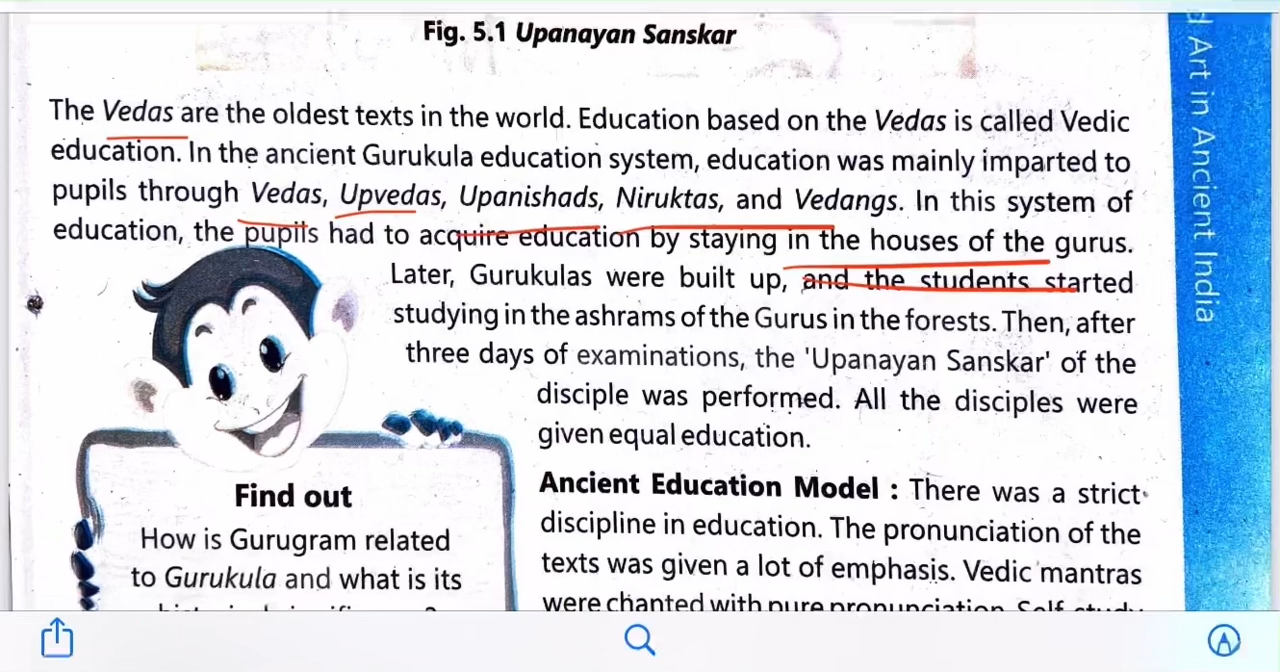 Fig. 5.1 Upanayan Sanskar
The Vedas are the oldest texts in the world. Education based on the Vedas is called Vedic
education. In the ancient Gurukula education system, education was mainly imparted to
pupils through Vedas, Upvedas, Upanishads, Niruktas, and Vedangs. In this system of
education, the pupils had to acquire education by staying in the houses of the gurus.
Later, Gurukulas were built up, and the students started
studying in the ashrams of the Gurus in the forests. Then, after
three days of examinations, the 'Upanayan Sanskar' of the
disciple was performed. All the disciples were
given equal education.
Ancient Education Model : There was a strict
discipline in education. The pronunciation of the
texts was given a lot of emphasis. Vedic mantras
were chanted with pure pronunciation. Self study
Find out
How is Gurugram related
to Gurukula and what is its
Art in Ancient India